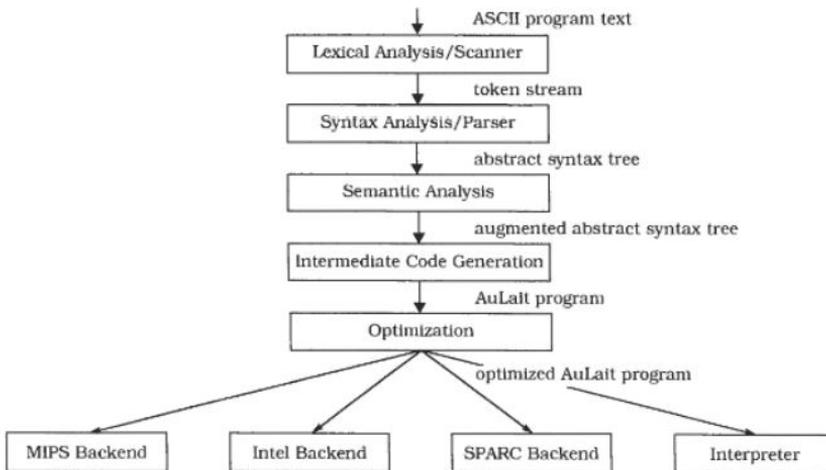 ASCII program text
Lexical Analysis/Scanner
token stream
Syntax Analysis/Parser
abstract syntax tree
Semantic Analysis
augmented abstract syntax tree
Intermediate Code Generation
AuLait program
Optimization
optimized AuLait program
MIPS Backend
Intel Backend
SPARC Backend
Interpreter